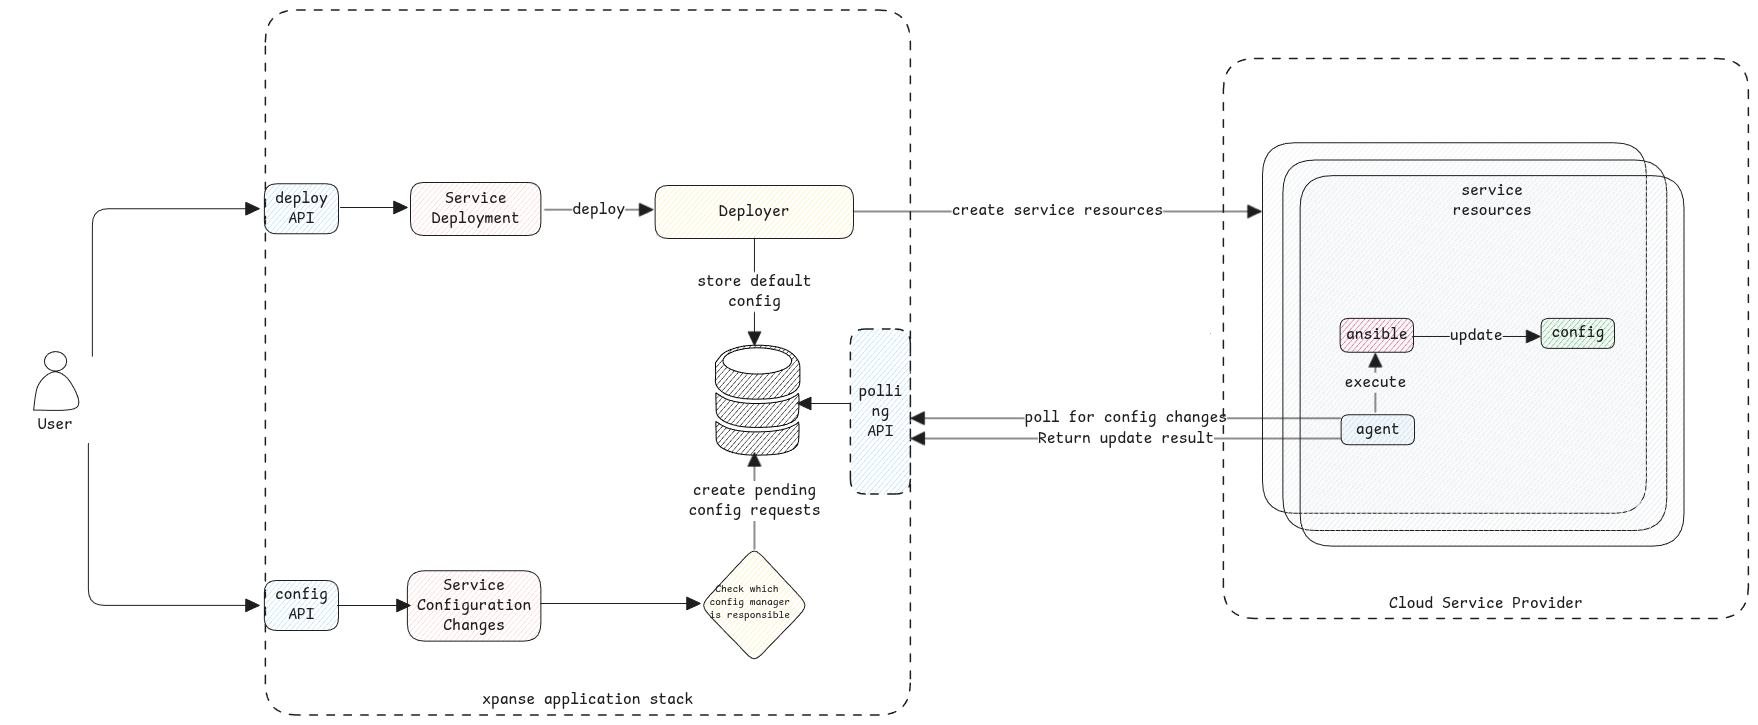 deploy
API
Service
Deployment
deploy
Deployer
create service resources
service
resources
store default
config
ansible
update
config
execute
polli
ng
API
poll for config changes
Return update result
agent
User
create pending
config requests
config
API
Service
Configuration
Changes
Check which
config manager
is responsible
Cloud Service Provider
xpanse application stack